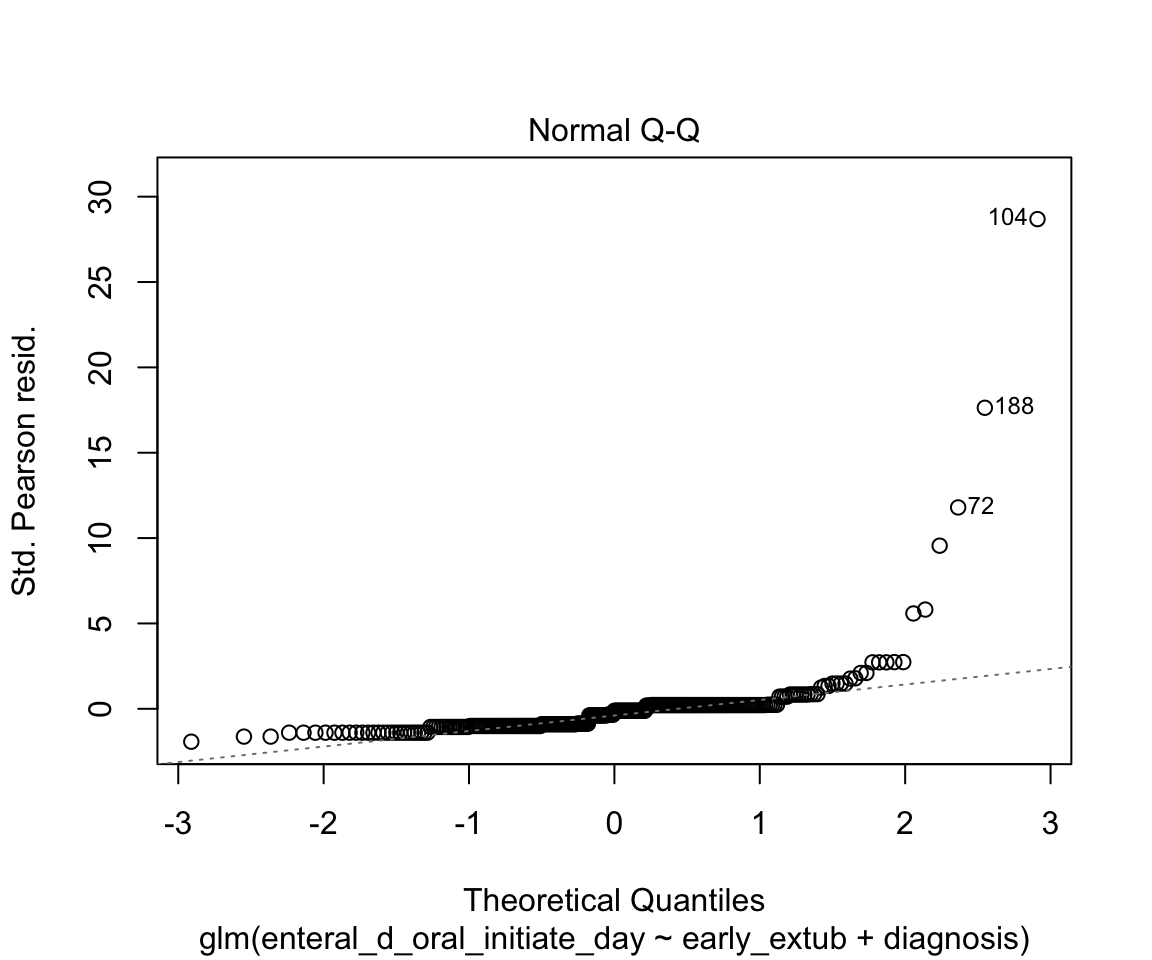 Normal Q-Q
Std. Pearson resid.
30
25
20
15
10
5
0
104
188
72
-3 -2 -1 0 1 2 3
Theoretical Quantiles
glm(enteral_d_oral_initiate_day ~ early_extub + diagnosis)